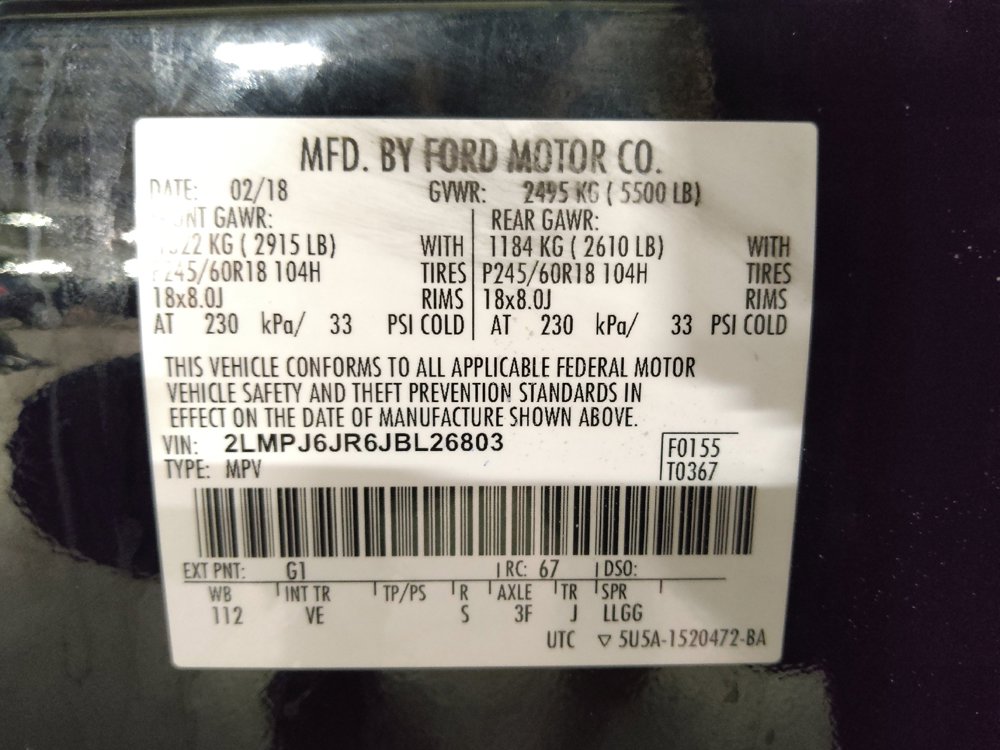 MFD. BY FORD MOTOR CO.
DATE: 02/18 GVWR: 2495 KG ( 5500 LB)
GAWR: REAR GAWR:
KG ( 2915 LB) WITH 1184 KG ( 2610 LB) WITH
P245/60R18 104H TIRES P245/60R18 104H TIRES
18x8.0J RIMS 18x8.0J RIMS
AT 230 kPa/ 33 PSI COLD AT 230 kPa/ 33 PSI COLD
THIS VEHICLE CONFORMS TO ALL APPLICABLE FEDERAL MOTOR
VEHICLE SAFETY AND THEFT PREVENTION STANDARDS IN
EFFECT ON THE DATE OF MANUFACTURE SHOWN ABOVE.
VIN: 2LMPJ6JR6JBL26803 F0155
TYPE: MPV T0367
EXT PNT: G1 RC: 67 DSO:
WB INT TR TP/PS R AXLE TR SPR
112 VE S 3F J LLGG
UTC ▽ 5U5A-1520472-BA